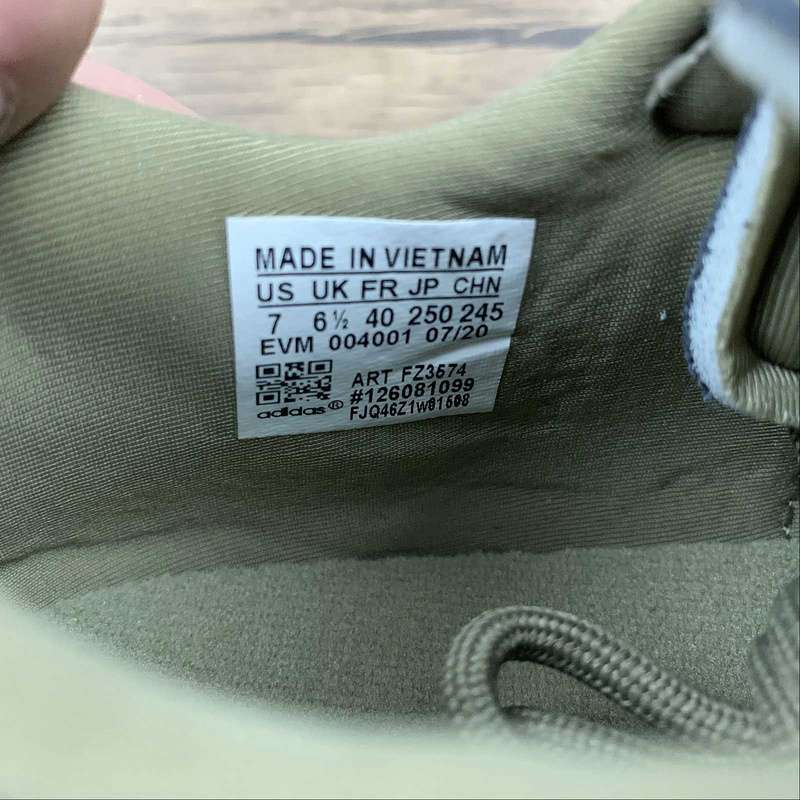 MADE IN VIETNAM
US UK FR JP CHN
7 6½ 40 250 245
EVM 004001 07/20
ART FZ3574
#126081099
adidas® FJQ46Z1W01508